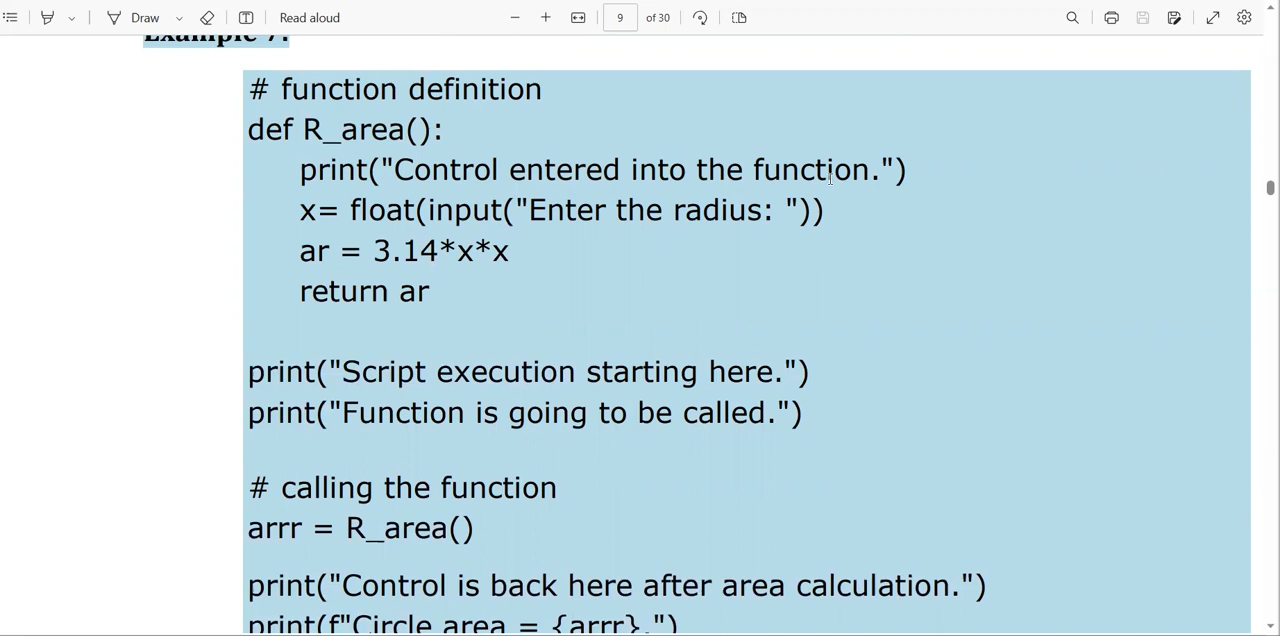 Draw
Read aloud
9 of 30
Example 7:
# function definition
def R_area():
print("Control entered into the function.")
x= float(input("Enter the radius: "))
ar = 3.14*x*x
return ar
print("Script execution starting here.")
print("Function is going to be called.")
# calling the function
arrr = R_area()
print("Control is back here after area calculation.")
print(f"Circle area = {arrr}.")